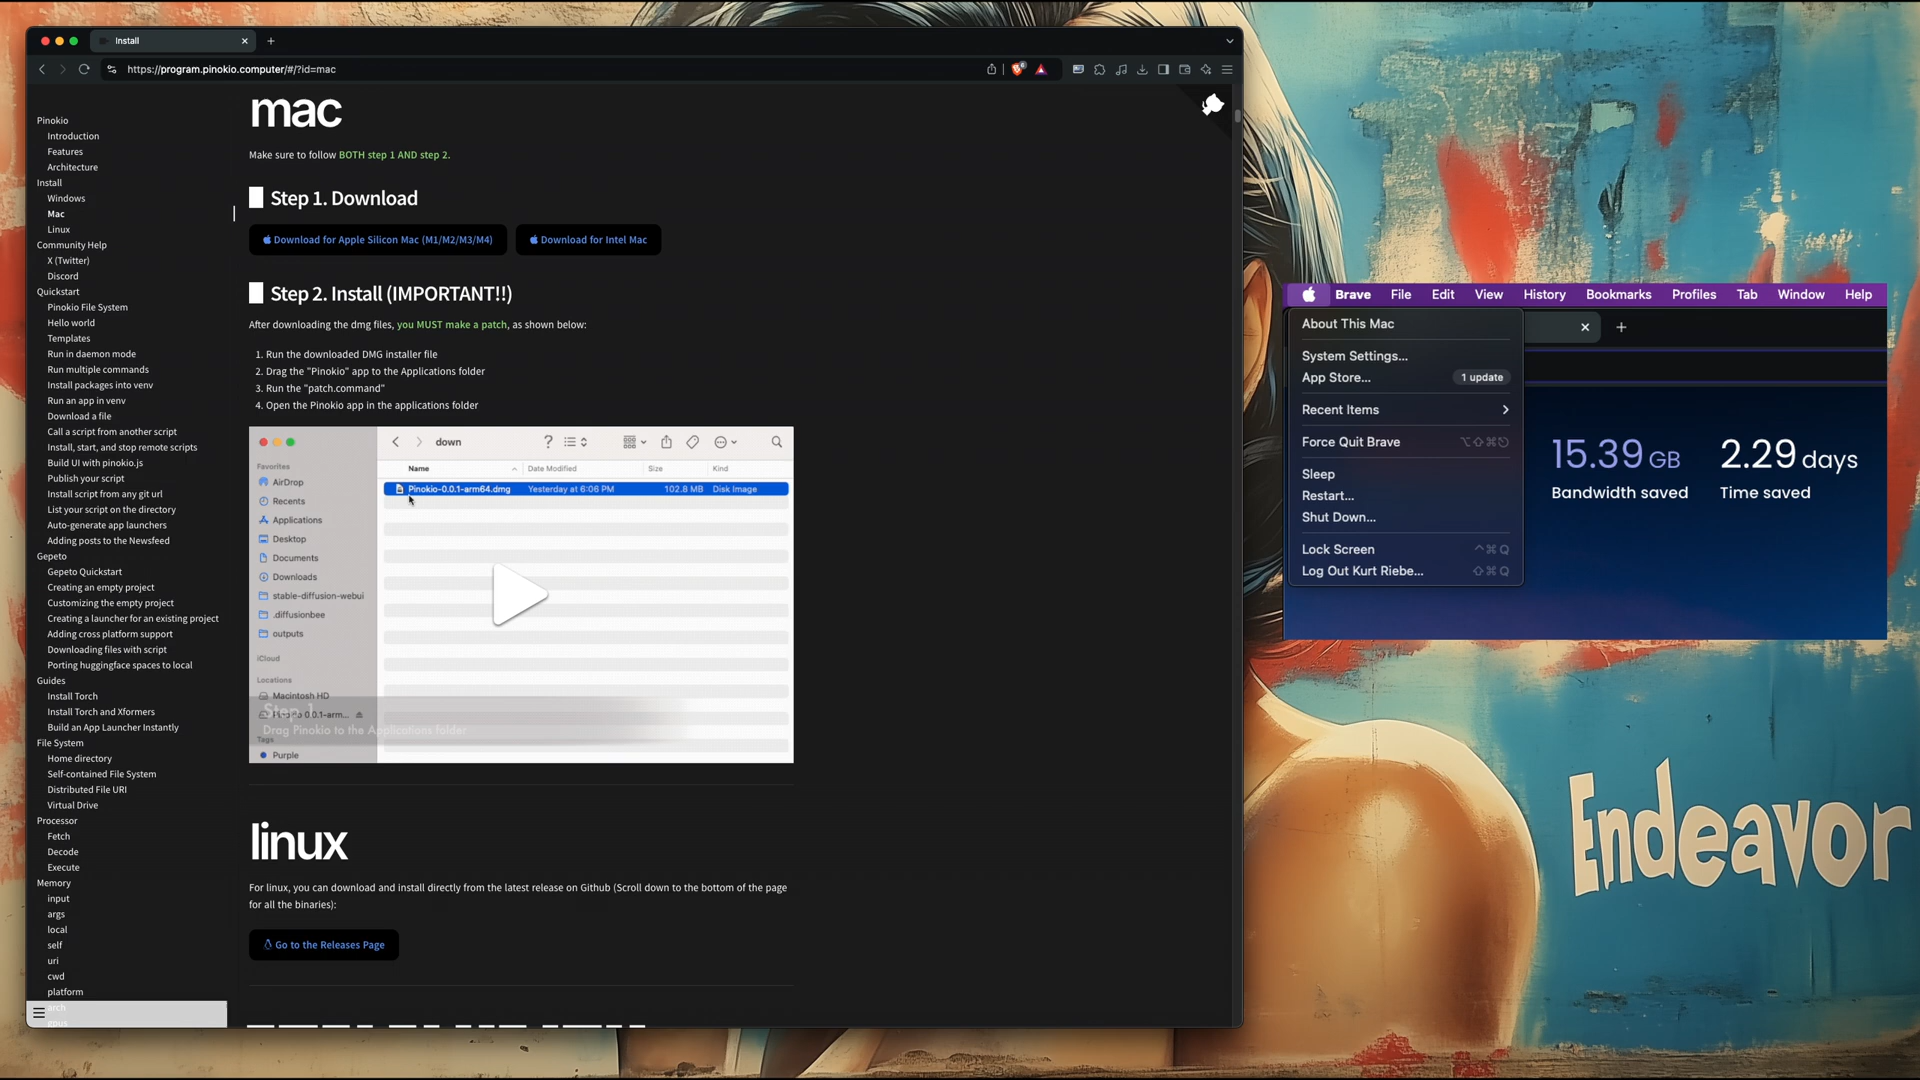 Install
https://program.pinokio.computer/#/?id=mac
6
Pinokio
Introduction
Features
Architecture
Install
Windows
Mac
Linux
Community Help
X (Twitter)
Discord
Quickstart
Pinokio File System
Hello world
Templates
Run in daemon mode
Run multiple commands
Install packages into venv
Run an app in venv
Download a file
Call a script from another script
Install, start, and stop remote scripts
Build UI with pinokio.js
Publish your script
Install script from any git url
List your script on the directory
Auto-generate app launchers
Adding posts to the Newsfeed
Gepeto
Gepeto Quickstart
Creating an empty project
Customizing the empty project
Creating a launcher for an existing project
Adding cross platform support
Downloading files with script
Porting huggingface spaces to local
Guides
Install Torch
Install Torch and Xformers
Build an App Launcher Instantly
File System
Home directory
Self-contained File System
Distributed File URI
Virtual Drive
Processor
Fetch
Decode
Execute
Memory
input
args
local
self
uri
cwd
platform
arch
gpus
mac
Make sure to follow BOTH step 1 AND step 2.
Step 1. Download
Download for Apple Silicon Mac (M1/M2/M3/M4)
Download for Intel Mac
Step 2. Install (IMPORTANT!!)
After downloading the dmg files, you MUST make a patch, as shown below:
1. Run the downloaded DMG installer file
2. Drag the "Pinokio" app to the Applications folder
3. Run the "patch.command"
4. Open the Pinokio app in the applications folder
down
Favorites
AirDrop
Recents
Applications
Desktop
Documents
Downloads
stable-diffusion-webui
.diffusionbee
outputs
iCloud
Locations
Macintosh HD
Pinokio 0.0.1-arm...
Tags
Purple
Name Date Modified Size Kind
Pinokio-0.0.1-arm64.dmg Yesterday at 6:06 PM 102.8 MB Disk Image
Step 1
Drag Pinokio to the Applications folder
linux
For linux, you can download and install directly from the latest release on Github (Scroll down to the bottom of the page
for all the binaries):
Go to the Releases Page
Brave File Edit View History Bookmarks Profiles Tab Window Help
About This Mac
System Settings...
App Store... 1 update
Recent Items
Force Quit Brave ⌥⇧⌘⎋
Sleep
Restart...
Shut Down...
Lock Screen ^⌘Q
Log Out Kurt Riebe... ⇧⌘Q
15.39 GB
Bandwidth saved
2.29 days
Time saved
Endeavor